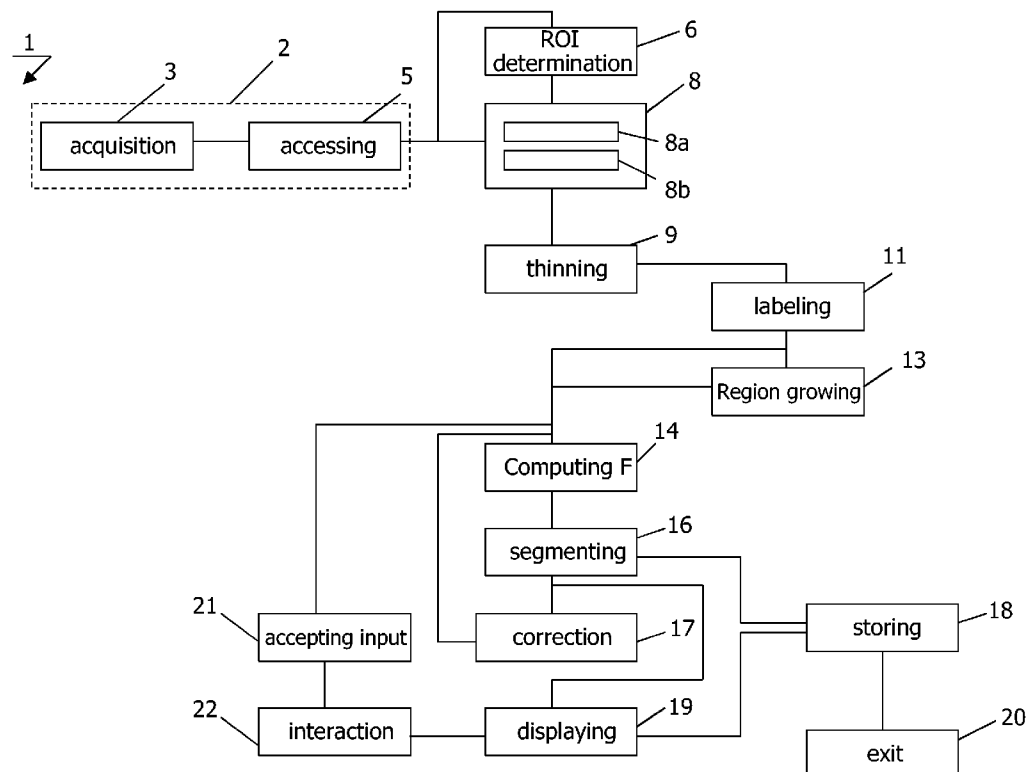 1
2
3
5
6
ROI
determination
acquisition
accessing
8
8a
8b
9
thinning
11
labeling
13
Region growing
14
Computing F
16
segmenting
21
accepting input
correction
17
18
storing
22
interaction
displaying
19
20
exit